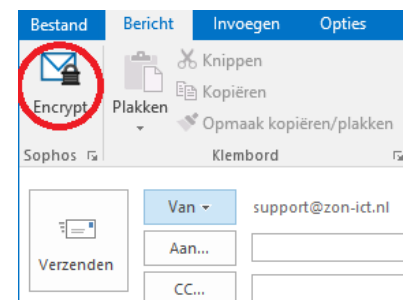 Bestand Bericht Invoegen Opties
Encrypt
Plakken
Knippen
Kopiëren
Opmaak kopiëren/plakken
Sophos Klembord
Verzenden
Van support@zon-ict.nl
Aan...
CC...